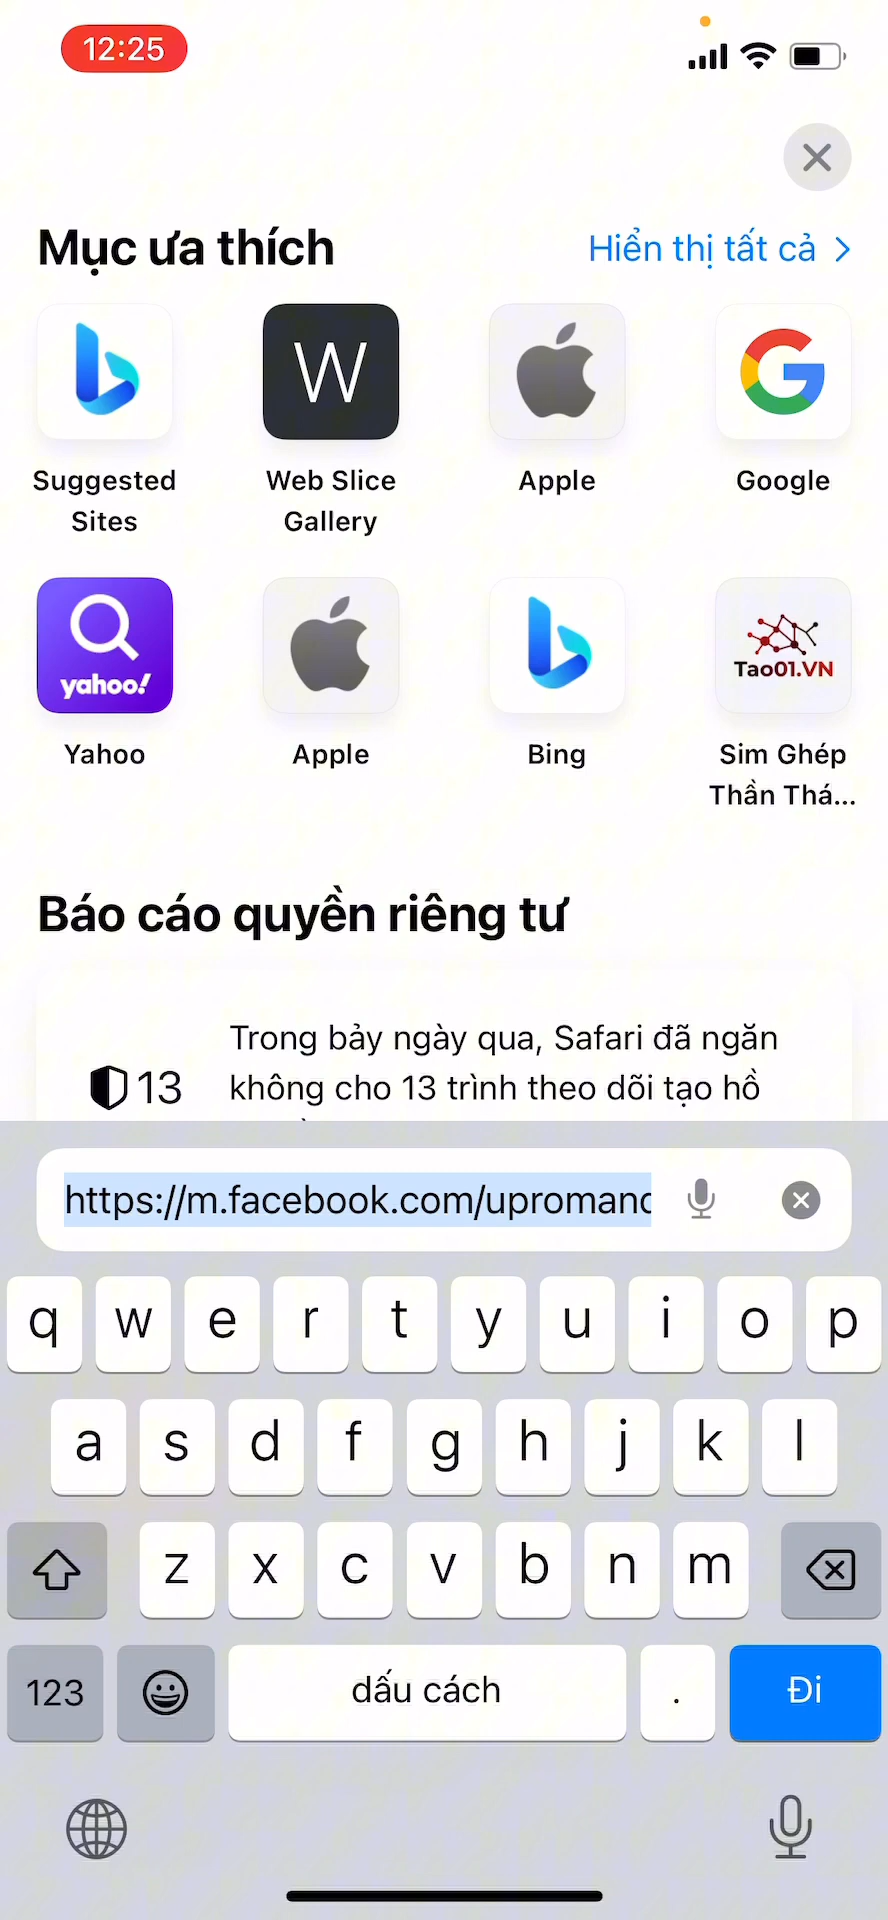 12:25
Mục ưa thích
Hiển thị tất cả
W
Suggested
Sites
Web Slice
Gallery
Apple
Google
yahoo!
Tao01.VN
Yahoo
Apple
Bing
Sim Ghép
Thần Thá...
Báo cáo quyền riêng tư
Trong bảy ngày qua, Safari đã ngăn
13
không cho 13 trình theo dõi tạo hồ
https://m.facebook.com/upromanc
q w e r t y u i o p
a s d f g h j k l
z x c v b n m
123
dấu cách
.
Đi